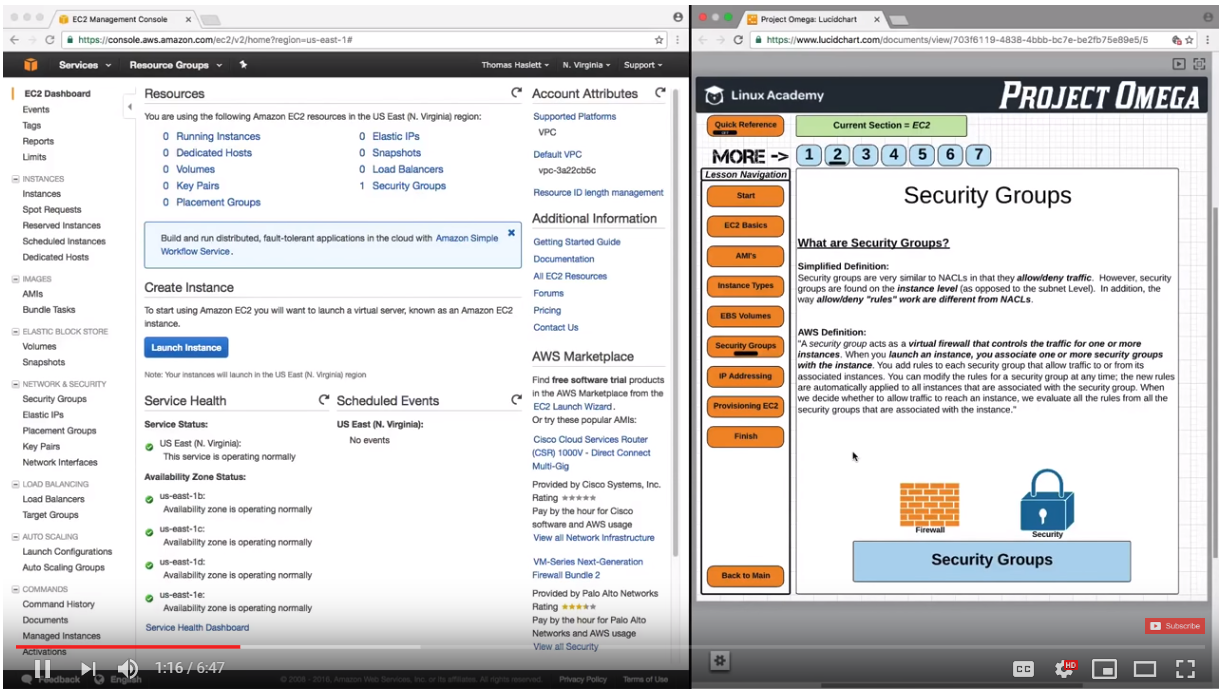 EC2 Management Console
https://console.aws.amazon.com/ec2/v2/home?region=us-east-1#
Services
Resource Groups
Thomas Haslett
N. Virginia
Support
EC2 Dashboard
Events
Tags
Reports
Limits
INSTANCES
Instances
Spot Requests
Reserved Instances
Scheduled Instances
Dedicated Hosts
IMAGES
AMIs
Bundle Tasks
ELASTIC BLOCK STORE
Volumes
Snapshots
NETWORK & SECURITY
Security Groups
Elastic IPs
Placement Groups
Key Pairs
Network Interfaces
LOAD BALANCING
Load Balancers
Target Groups
AUTO SCALING
Launch Configurations
Auto Scaling Groups
COMMANDS
Command History
Documents
Managed Instances
Activations
Resources
You are using the following Amazon EC2 resources in the US East (N. Virginia) region:
0 Running Instances
0 Elastic IPs
0 Dedicated Hosts
0 Snapshots
0 Volumes
0 Load Balancers
0 Key Pairs
1 Security Groups
0 Placement Groups
Build and run distributed, fault-tolerant applications in the cloud with Amazon Simple
Workflow Service.
Create Instance
To start using Amazon EC2 you will want to launch a virtual server, known as an Amazon EC2
instance.
Launch Instance
Note: Your instances will launch in the US East (N. Virginia) region
Service Health
Service Status:
US East (N. Virginia):
This service is operating normally
Availability Zone Status:
us-east-1b:
Availability zone is operating normally
us-east-1c:
Availability zone is operating normally
us-east-1d:
Availability zone is operating normally
us-east-1e:
Availability zone is operating normally
Service Health Dashboard
Scheduled Events
US East (N. Virginia):
No events
Account Attributes
Supported Platforms
VPC
Default VPC
vpc-3a22cb5c
Resource ID length management
Additional Information
Getting Started Guide
Documentation
All EC2 Resources
Forums
Pricing
Contact Us
AWS Marketplace
Find free software trial products
in the AWS Marketplace from the
EC2 Launch Wizard.
Or try these popular AMIs:
Cisco Cloud Services Router
(CSR) 1000V - Direct Connect
Multi-Gig
Provided by Cisco Systems, Inc.
Rating
Pay by the hour for Cisco
software and AWS usage
View all Network Infrastructure
VM-Series Next-Generation
Firewall Bundle 2
Provided by Palo Alto Networks
Rating
Pay by the hour for Palo Alto
Networks and AWS usage
View all Security
Feedback
English
© 2008 - 2016, Amazon Web Services, Inc. or its affiliates. All rights reserved.
Privacy Policy
Terms of Use
1:16 / 6:47
Project Omega: Lucidchart
https://www.lucidchart.com/documents/view/703f6119-4838-4bbb-bc7e-be2fb75e89e5/5
Linux Academy
PROJECT OMEGA
Quick Reference
Current Section = EC2
MORE -> 1 2 3 4 5 6 7
Lesson Navigation
Start
EC2 Basics
AMI's
Instance Types
EBS Volumes
Security Groups
IP Addressing
Provisioning EC2
Finish
Back to Main
Security Groups
What are Security Groups?
Simplified Definition:
Security groups are very similar to NACLs in that they allow/deny traffic. However, security
groups are found on the instance level (as opposed to the subnet Level). In addition, the
way allow/deny "rules" work are different from NACLs.
AWS Definition:
"A security group acts as a virtual firewall that controls the traffic for one or more
instances. When you launch an instance, you associate one or more security groups
with the instance. You add rules to each security group that allow traffic to or from its
associated instances. You can modify the rules for a security group at any time; the new rules
are automatically applied to all instances that are associated with the security group. When
we decide whether to allow traffic to reach an instance, we evaluate all the rules from all the
security groups that are associated with the instance."
Firewall
Security
Security Groups
Subscribe
CC
HD